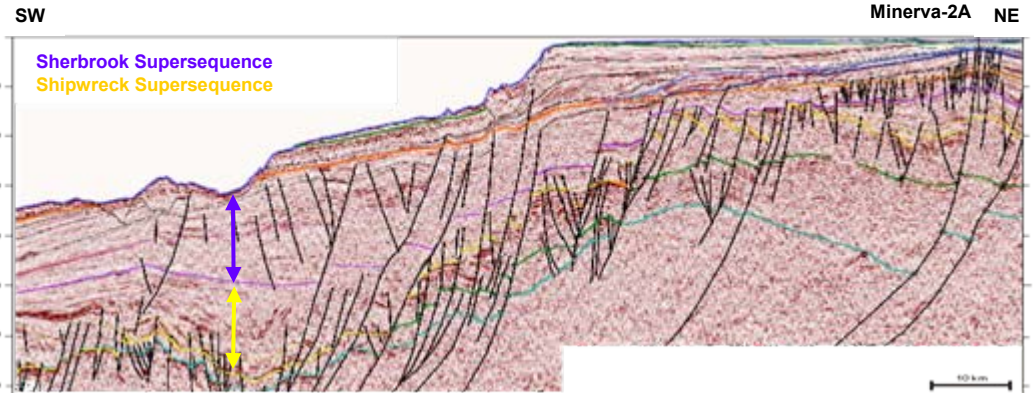 SW
Minerva-2A NE
Sherbrook Supersequence
Shipwreck Supersequence
10 km